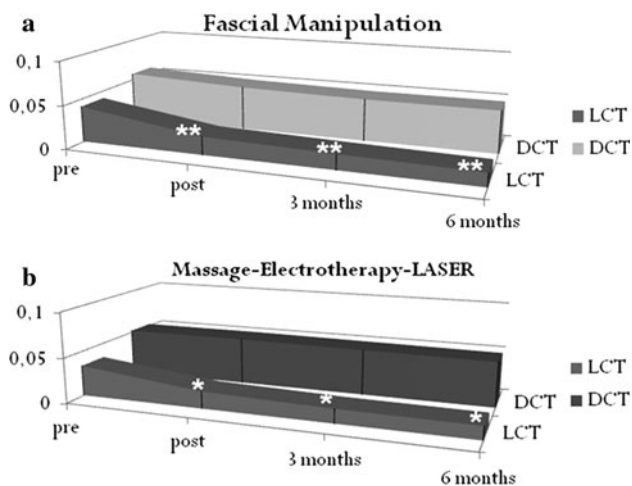 a
Fascial Manipulation
0,1
0,05
0
**
**
**
pre
post
3 months
6 months
DCT
LCT
LCT
DCT
b
Massage-Electrotherapy-LASER
0,1
0,05
0
*
*
*
pre
post
3 months
6 months
DCT
LCT
LCT
DCT